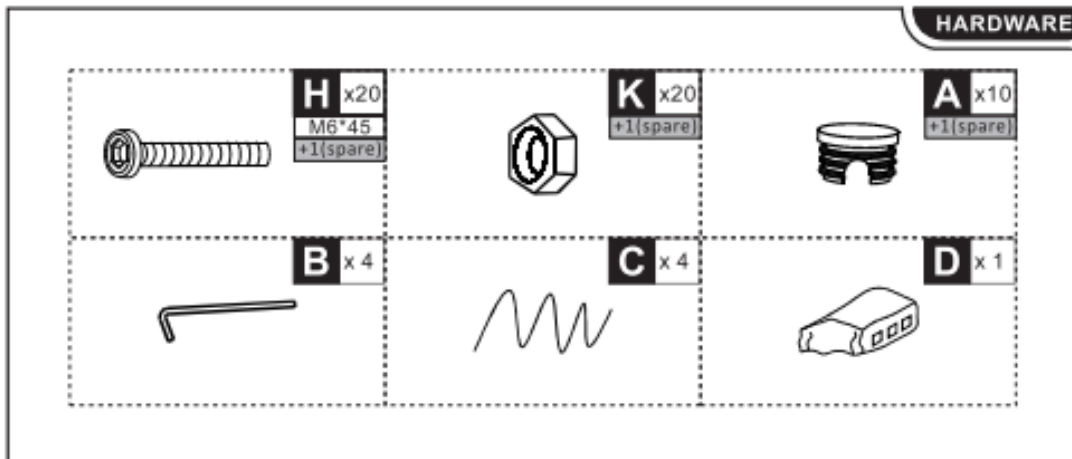 HARDWARE
H x20
M6*45
+1(spare)
K x20
+1(spare)
A x10
+1(spare)
B x 4
C x 4
D x 1